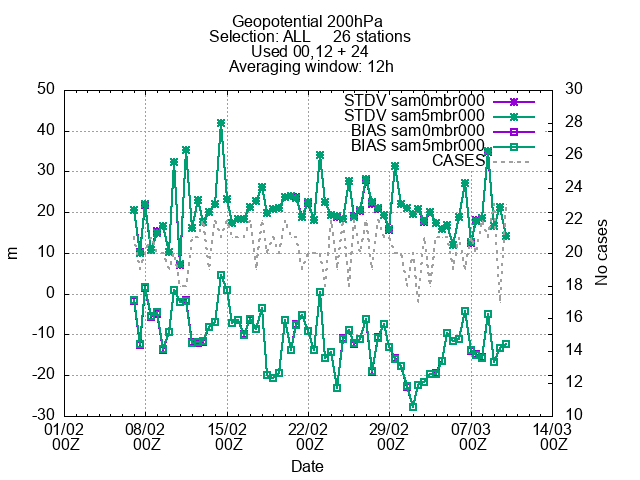 Geopotential 200hPa
Selection: ALL     26 stations
Used 00,12 + 24
Averaging window: 12h
50 30
40 28
30 26
20 24
10 22
0 20
-10 18
-20 16
-30 14
12
10
m
No cases
STDV sam0mbr000
STDV sam5mbr000
BIAS sam0mbr000
BIAS sam5mbr000
CASES
01/02 08/02 15/02 22/02 29/02 07/03 14/03
00Z 00Z 00Z 00Z 00Z 00Z 00Z
Date